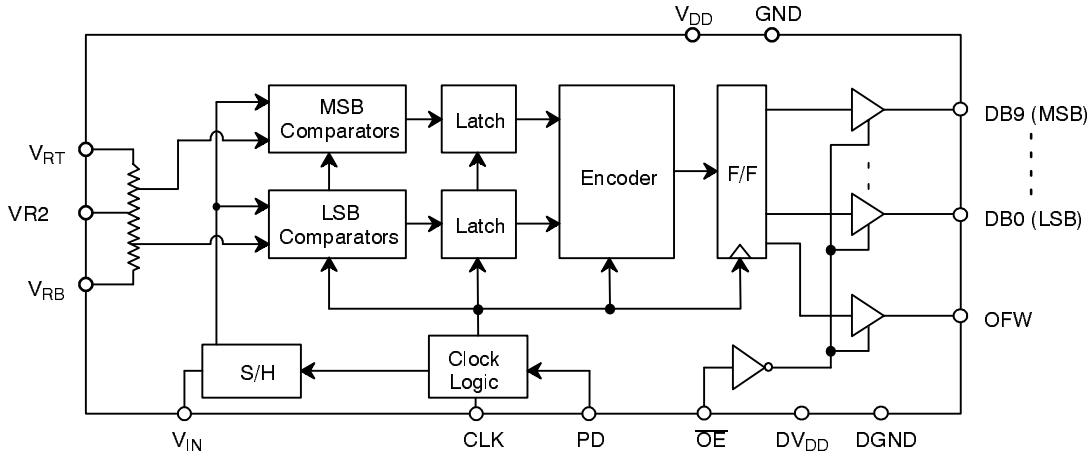 VDD GND
MSB Comparators
Latch
Encoder
F/F
DB9 (MSB)
VRT
VR2
VRB
LSB Comparators
Latch
DB0 (LSB)
OFW
S/H
Clock Logic
VIN CLK PD O̅E̅ DVDD DGND